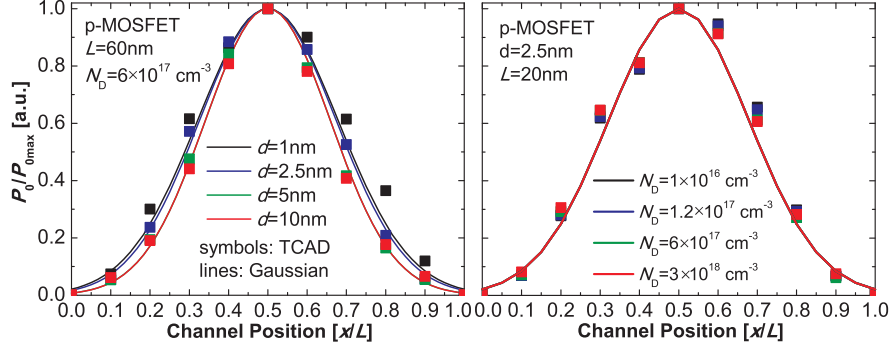 P0/P0max [a.u.]
1.0
0.8
0.6
0.4
0.2
0.0
p-MOSFET
L=60nm
ND=6×10^17 cm^-3
d=1nm
d=2.5nm
d=5nm
d=10nm
symbols: TCAD
lines: Gaussian
0.0 0.1 0.2 0.3 0.4 0.5 0.6 0.7 0.8 0.9 1.0
Channel Position [x/L]
p-MOSFET
d=2.5nm
L=20nm
ND=1×10^16 cm^-3
ND=1.2×10^17 cm^-3
ND=6×10^17 cm^-3
ND=3×10^18 cm^-3
0.0 0.1 0.2 0.3 0.4 0.5 0.6 0.7 0.8 0.9 1.0
Channel Position [x/L]